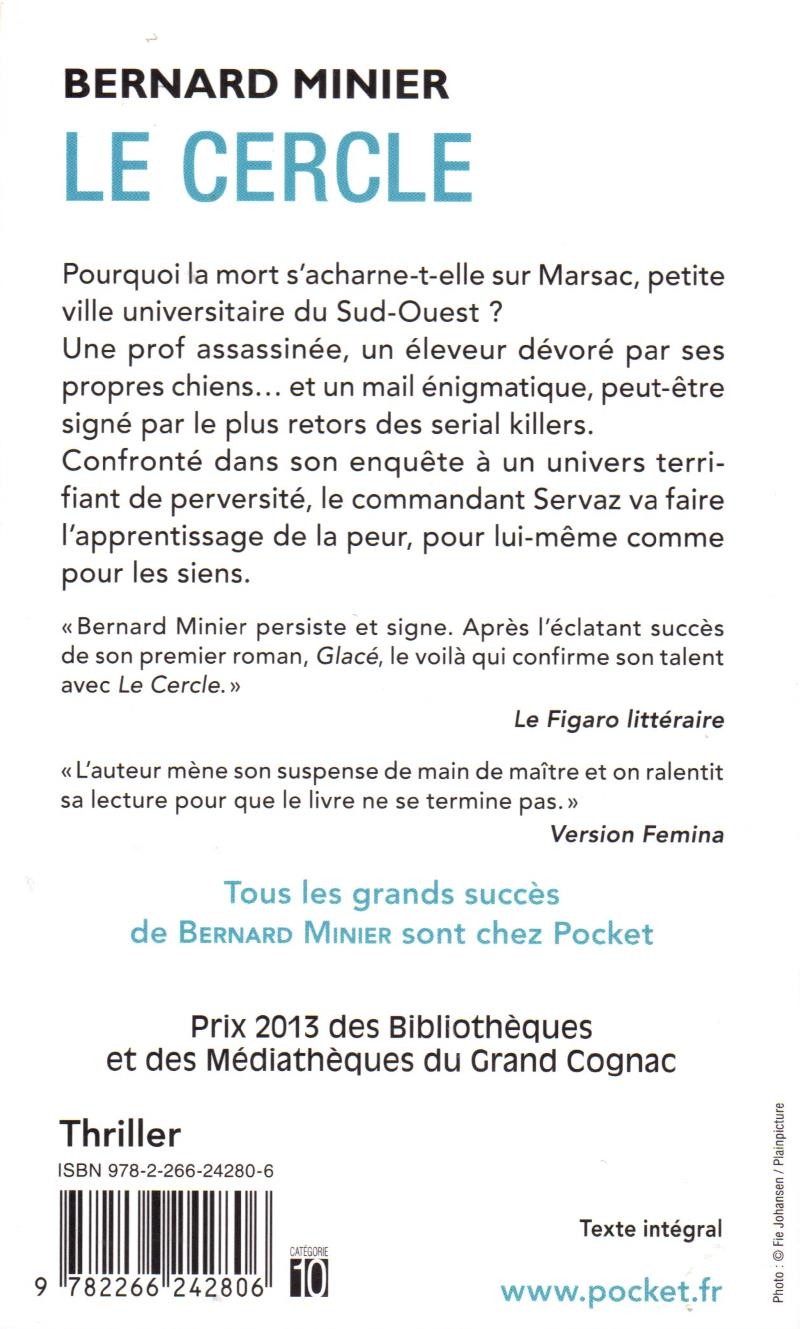 BERNARD MINIER
LE CERCLE
Pourquoi la mort s’acharne-t-elle sur Marsac, petite
ville universitaire du Sud-Ouest ?
Une prof assassinée, un éleveur dévoré par ses
propres chiens… et un mail énigmatique, peut-être
signé par le plus retors des serial killers.
Confronté dans son enquête à un univers terri-
fiant de perversité, le commandant Servaz va faire
l’apprentissage de la peur, pour lui-même comme
pour les siens.
« Bernard Minier persiste et signe. Après l’éclatant succès
de son premier roman, Glacé, le voilà qui confirme son talent
avec Le Cercle. »
Le Figaro littéraire
« L’auteur mène son suspense de main de maître et on ralentit
sa lecture pour que le livre ne se termine pas. »
Version Femina
Tous les grands succès
de BERNARD MINIER sont chez Pocket
Prix 2013 des Bibliothèques
et des Médiathèques du Grand Cognac
Thriller
ISBN 978-2-266-24280-6
9 782266 242806
CATÉGORIE
10
Texte intégral
www.pocket.fr
Photo : © Fie Johansen / Plainpicture